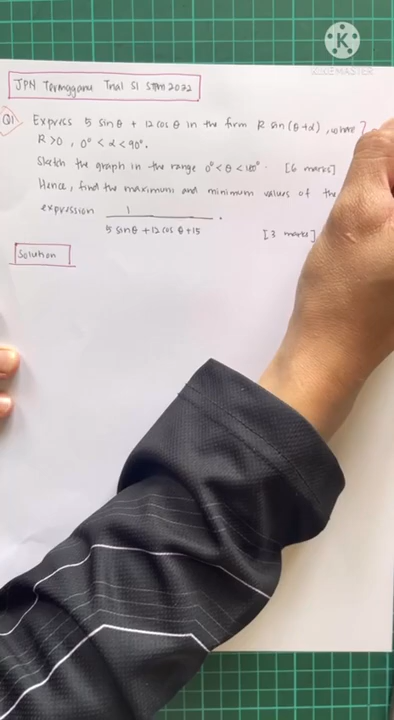 KINEMASTER
JPN Terengganu Trial S1 STPM 2022
Q1 Express 5 sin θ + 12 cos θ in the form R sin (θ+α), where
R > 0, 0° < α < 90°.
Sketch the graph in the range 0° < θ < 180°. [6 marks]
Hence, find the maximum and minimum values of the
expression 1
5 sin θ + 12 cos θ + 15 .
[3 marks]
Solution